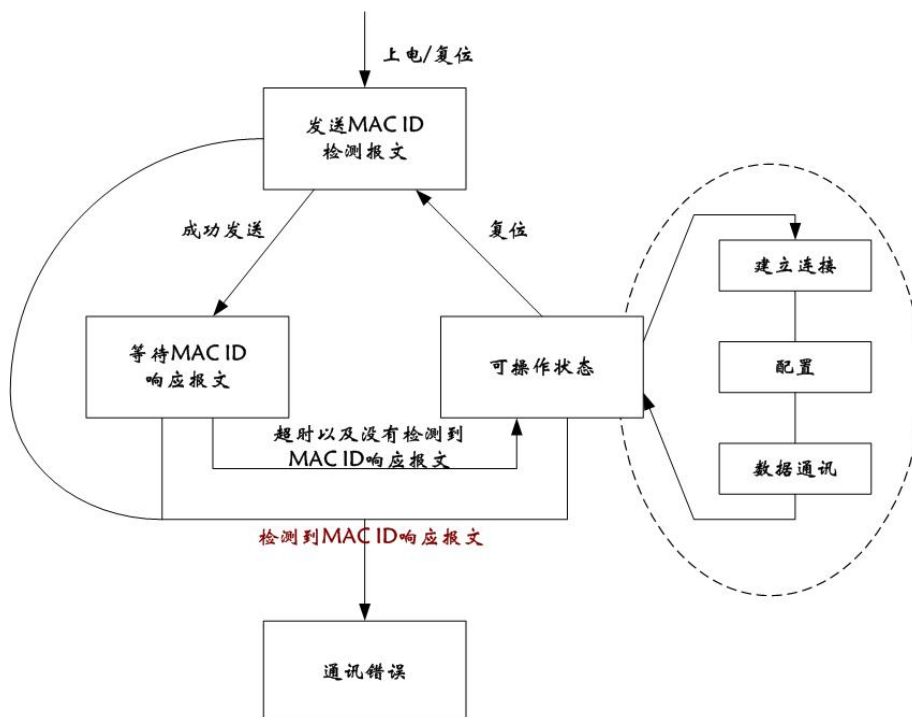 上电/复位
发送MAC ID
检测报文
成功发送
复位
建立连接
等待MAC ID
响应报文
可操作状态
配置
超时以及没有检测到
MAC ID响应报文
数据通讯
检测到MAC ID响应报文
通讯错误